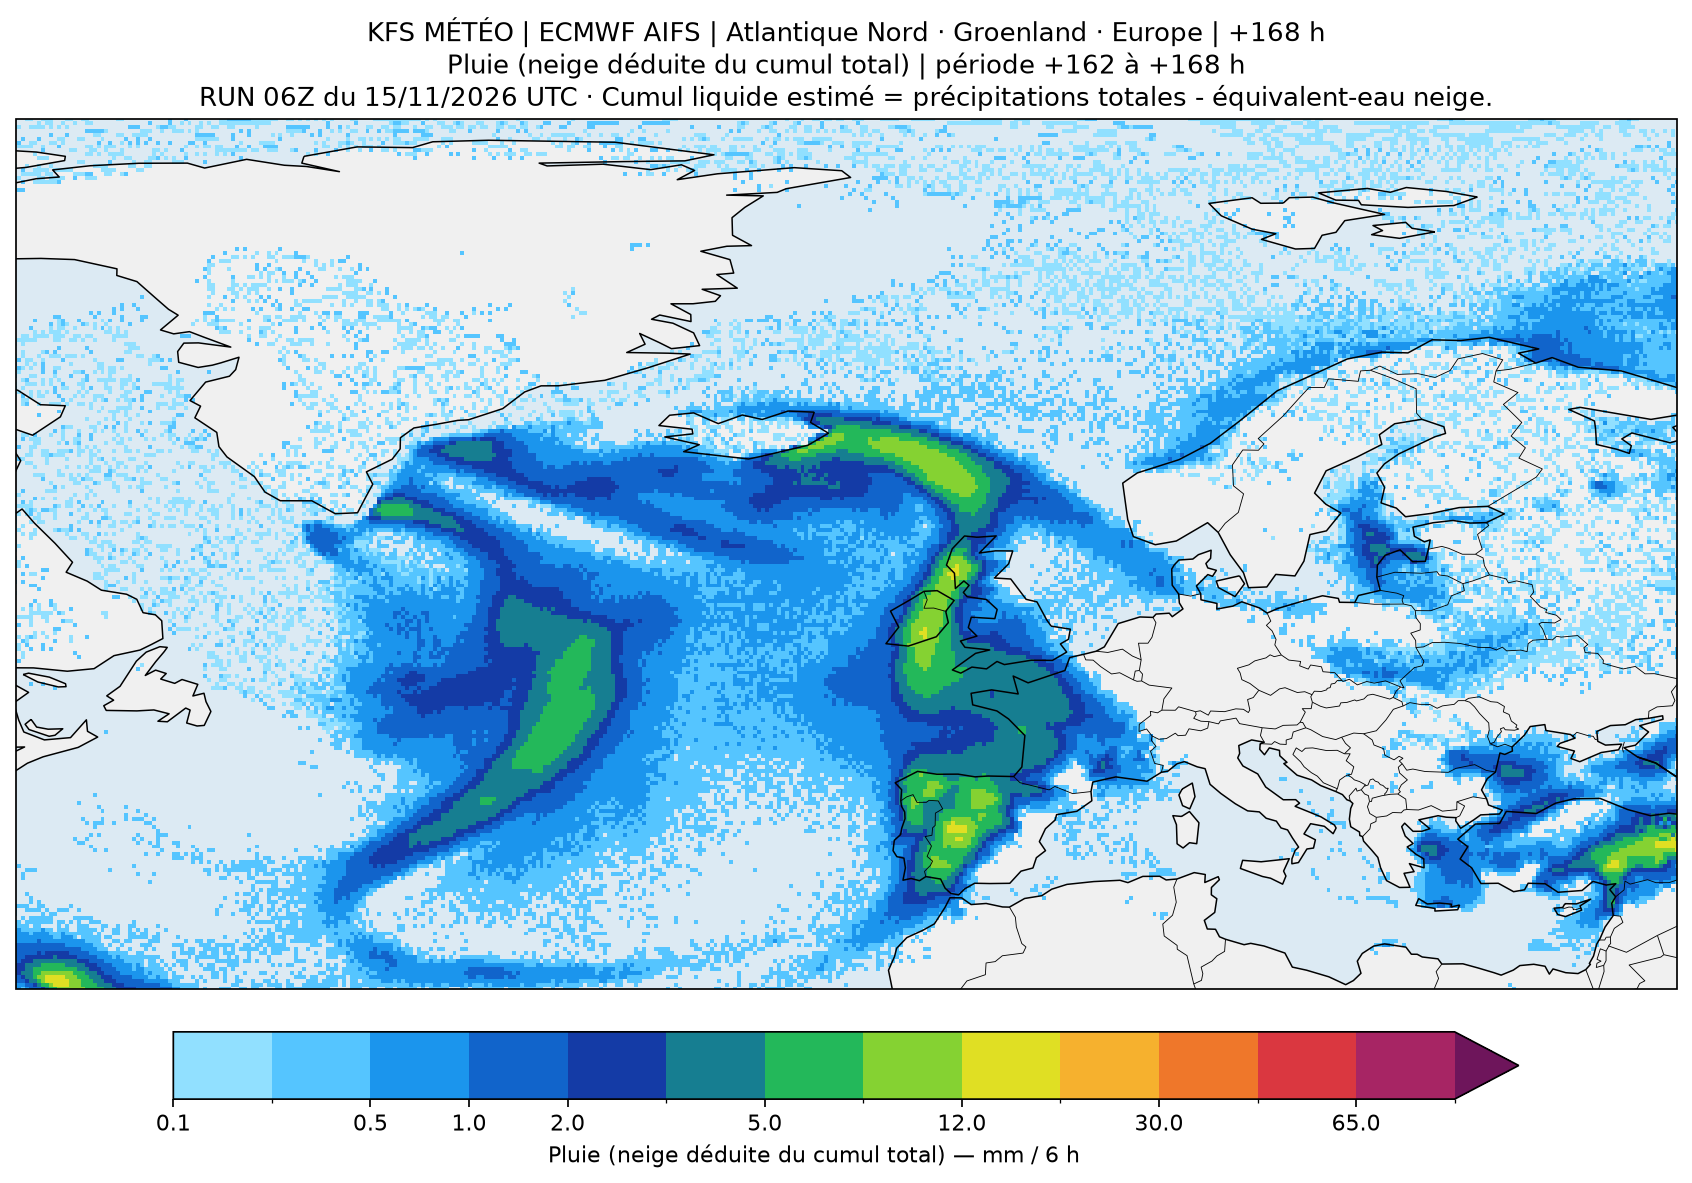 KFS MÉTÉO | ECMWF AIFS | Atlantique Nord · Groenland · Europe | +168 h
Pluie (neige déduite du cumul total) | période +162 à +168 h
RUN 06Z du 15/11/2026 UTC · Cumul liquide estimé = précipitations totales - équivalent-eau neige.
0.1 0.5 1.0 2.0 5.0 12.0 30.0 65.0
Pluie (neige déduite du cumul total) — mm / 6 h